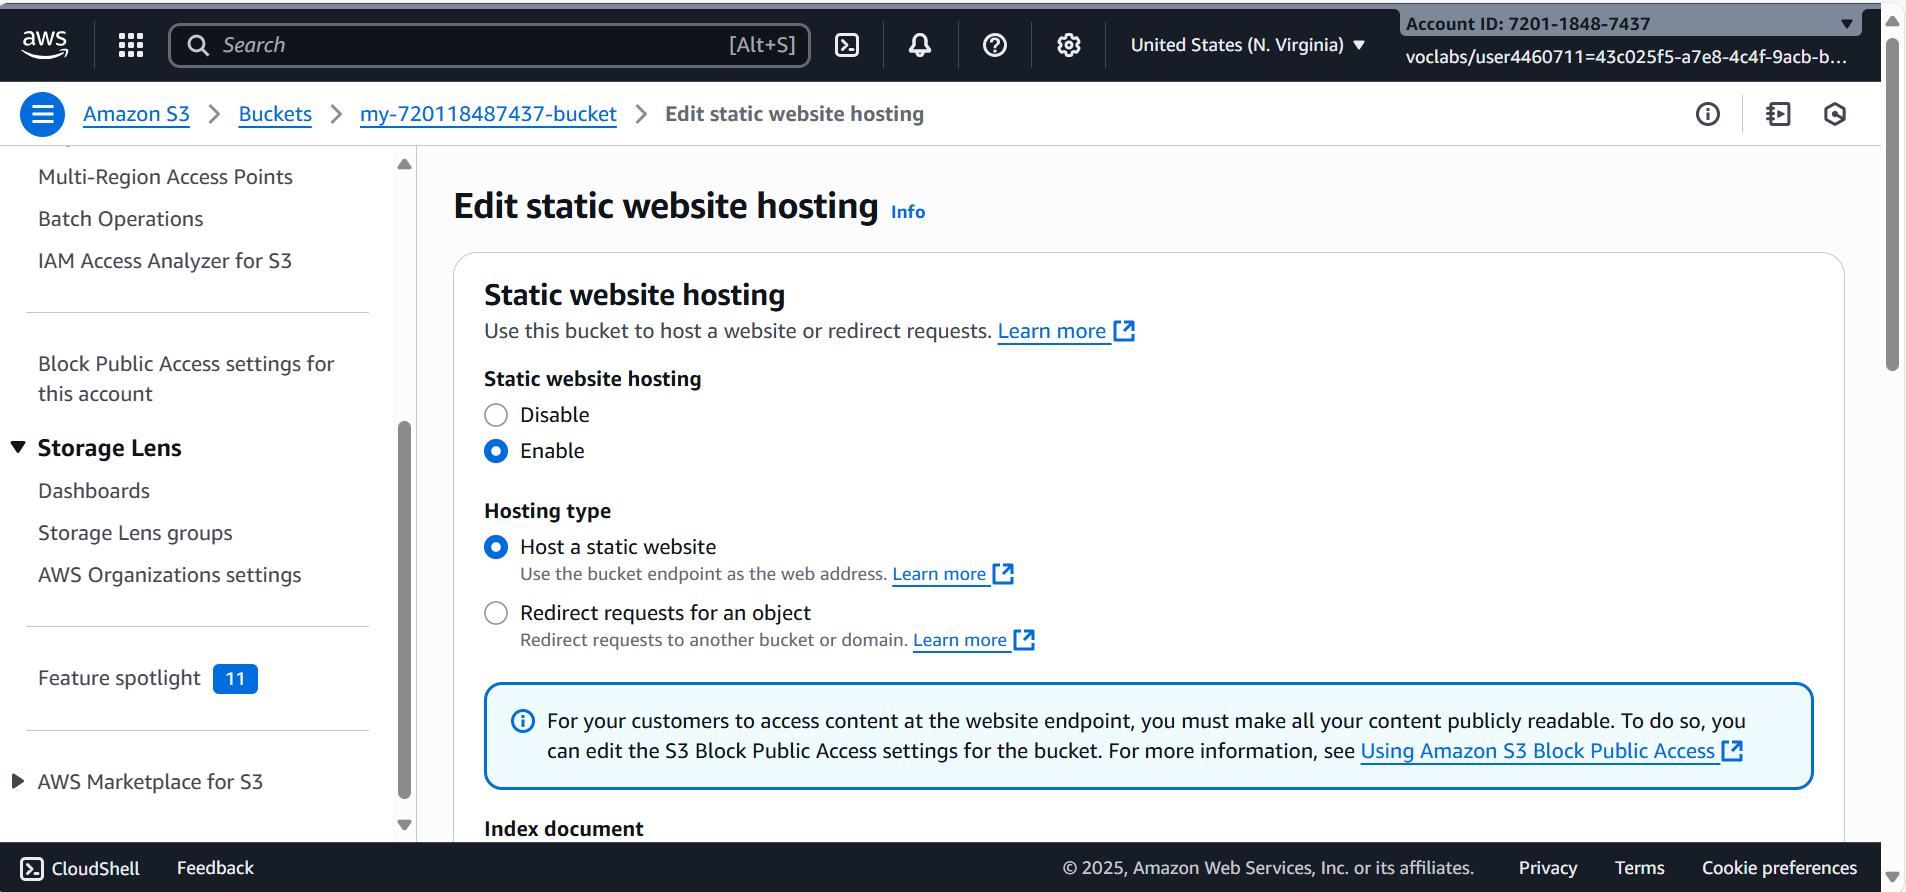 aws
Search
[Alt+S]
United States (N. Virginia)
Account ID: 7201-1848-7437
voclabs/user4460711=43c025f5-a7e8-4c4f-9acb-b...
Amazon S3
Buckets
my-720118487437-bucket
Edit static website hosting
Multi-Region Access Points
Batch Operations
IAM Access Analyzer for S3
Block Public Access settings for
this account
Storage Lens
Dashboards
Storage Lens groups
AWS Organizations settings
Feature spotlight 11
AWS Marketplace for S3
Edit static website hosting Info
Static website hosting
Use this bucket to host a website or redirect requests. Learn more
Static website hosting
Disable
Enable
Hosting type
Host a static website
Use the bucket endpoint as the web address. Learn more
Redirect requests for an object
Redirect requests to another bucket or domain. Learn more
For your customers to access content at the website endpoint, you must make all your content publicly readable. To do so, you
can edit the S3 Block Public Access settings for the bucket. For more information, see Using Amazon S3 Block Public Access
Index document
CloudShell
Feedback
© 2025, Amazon Web Services, Inc. or its affiliates.
Privacy
Terms
Cookie preferences